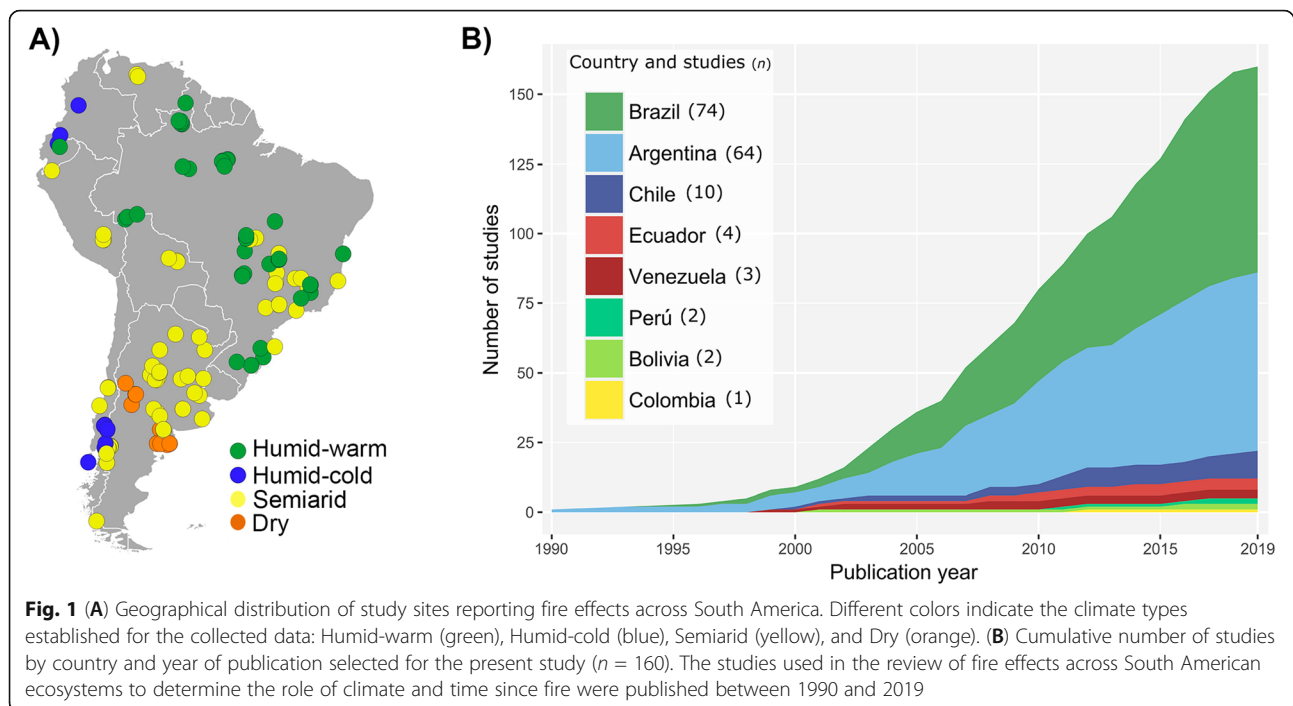 A)
Humid-warm
Humid-cold
Semiarid
Dry
B)
Country and studies (n)
Brazil (74)
Argentina (64)
Chile (10)
Ecuador (4)
Venezuela (3)
Perú (2)
Bolivia (2)
Colombia (1)
Number of studies
150
125
100
75
50
25
0
1990
1995
2000
2005
2010
2015
2019
Publication year
Fig. 1 (A) Geographical distribution of study sites reporting fire effects across South America. Different colors indicate the climate types
established for the collected data: Humid-warm (green), Humid-cold (blue), Semiarid (yellow), and Dry (orange). (B) Cumulative number of studies
by country and year of publication selected for the present study (n = 160). The studies used in the review of fire effects across South American
ecosystems to determine the role of climate and time since fire were published between 1990 and 2019